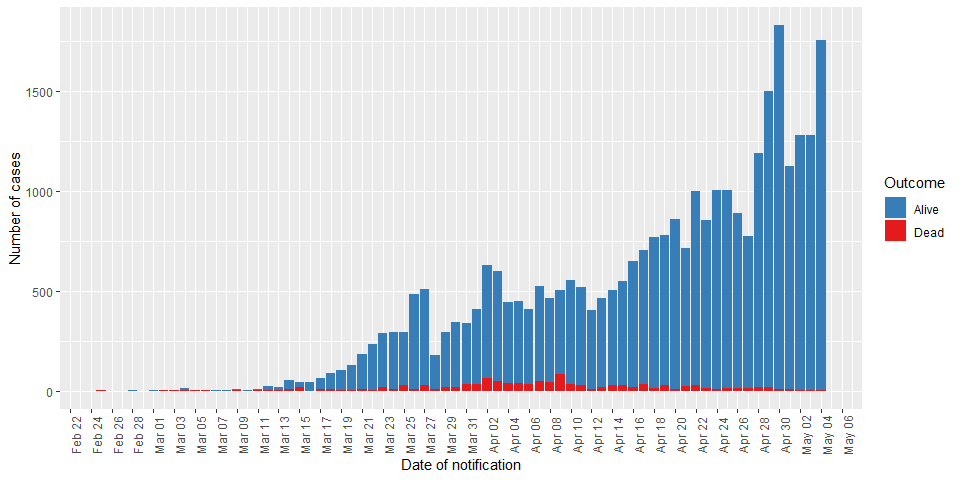 1500
1000
500
0
Number of cases
Feb 22
Feb 24
Feb 26
Feb 28
Mar 01
Mar 03
Mar 05
Mar 07
Mar 09
Mar 11
Mar 13
Mar 15
Mar 17
Mar 19
Mar 21
Mar 23
Mar 25
Mar 27
Mar 29
Mar 31
Apr 02
Apr 04
Apr 06
Apr 08
Apr 10
Apr 12
Apr 14
Apr 16
Apr 18
Apr 20
Apr 22
Apr 24
Apr 26
Apr 28
Apr 30
May 02
May 04
May 06
Date of notification
Outcome
Alive
Dead